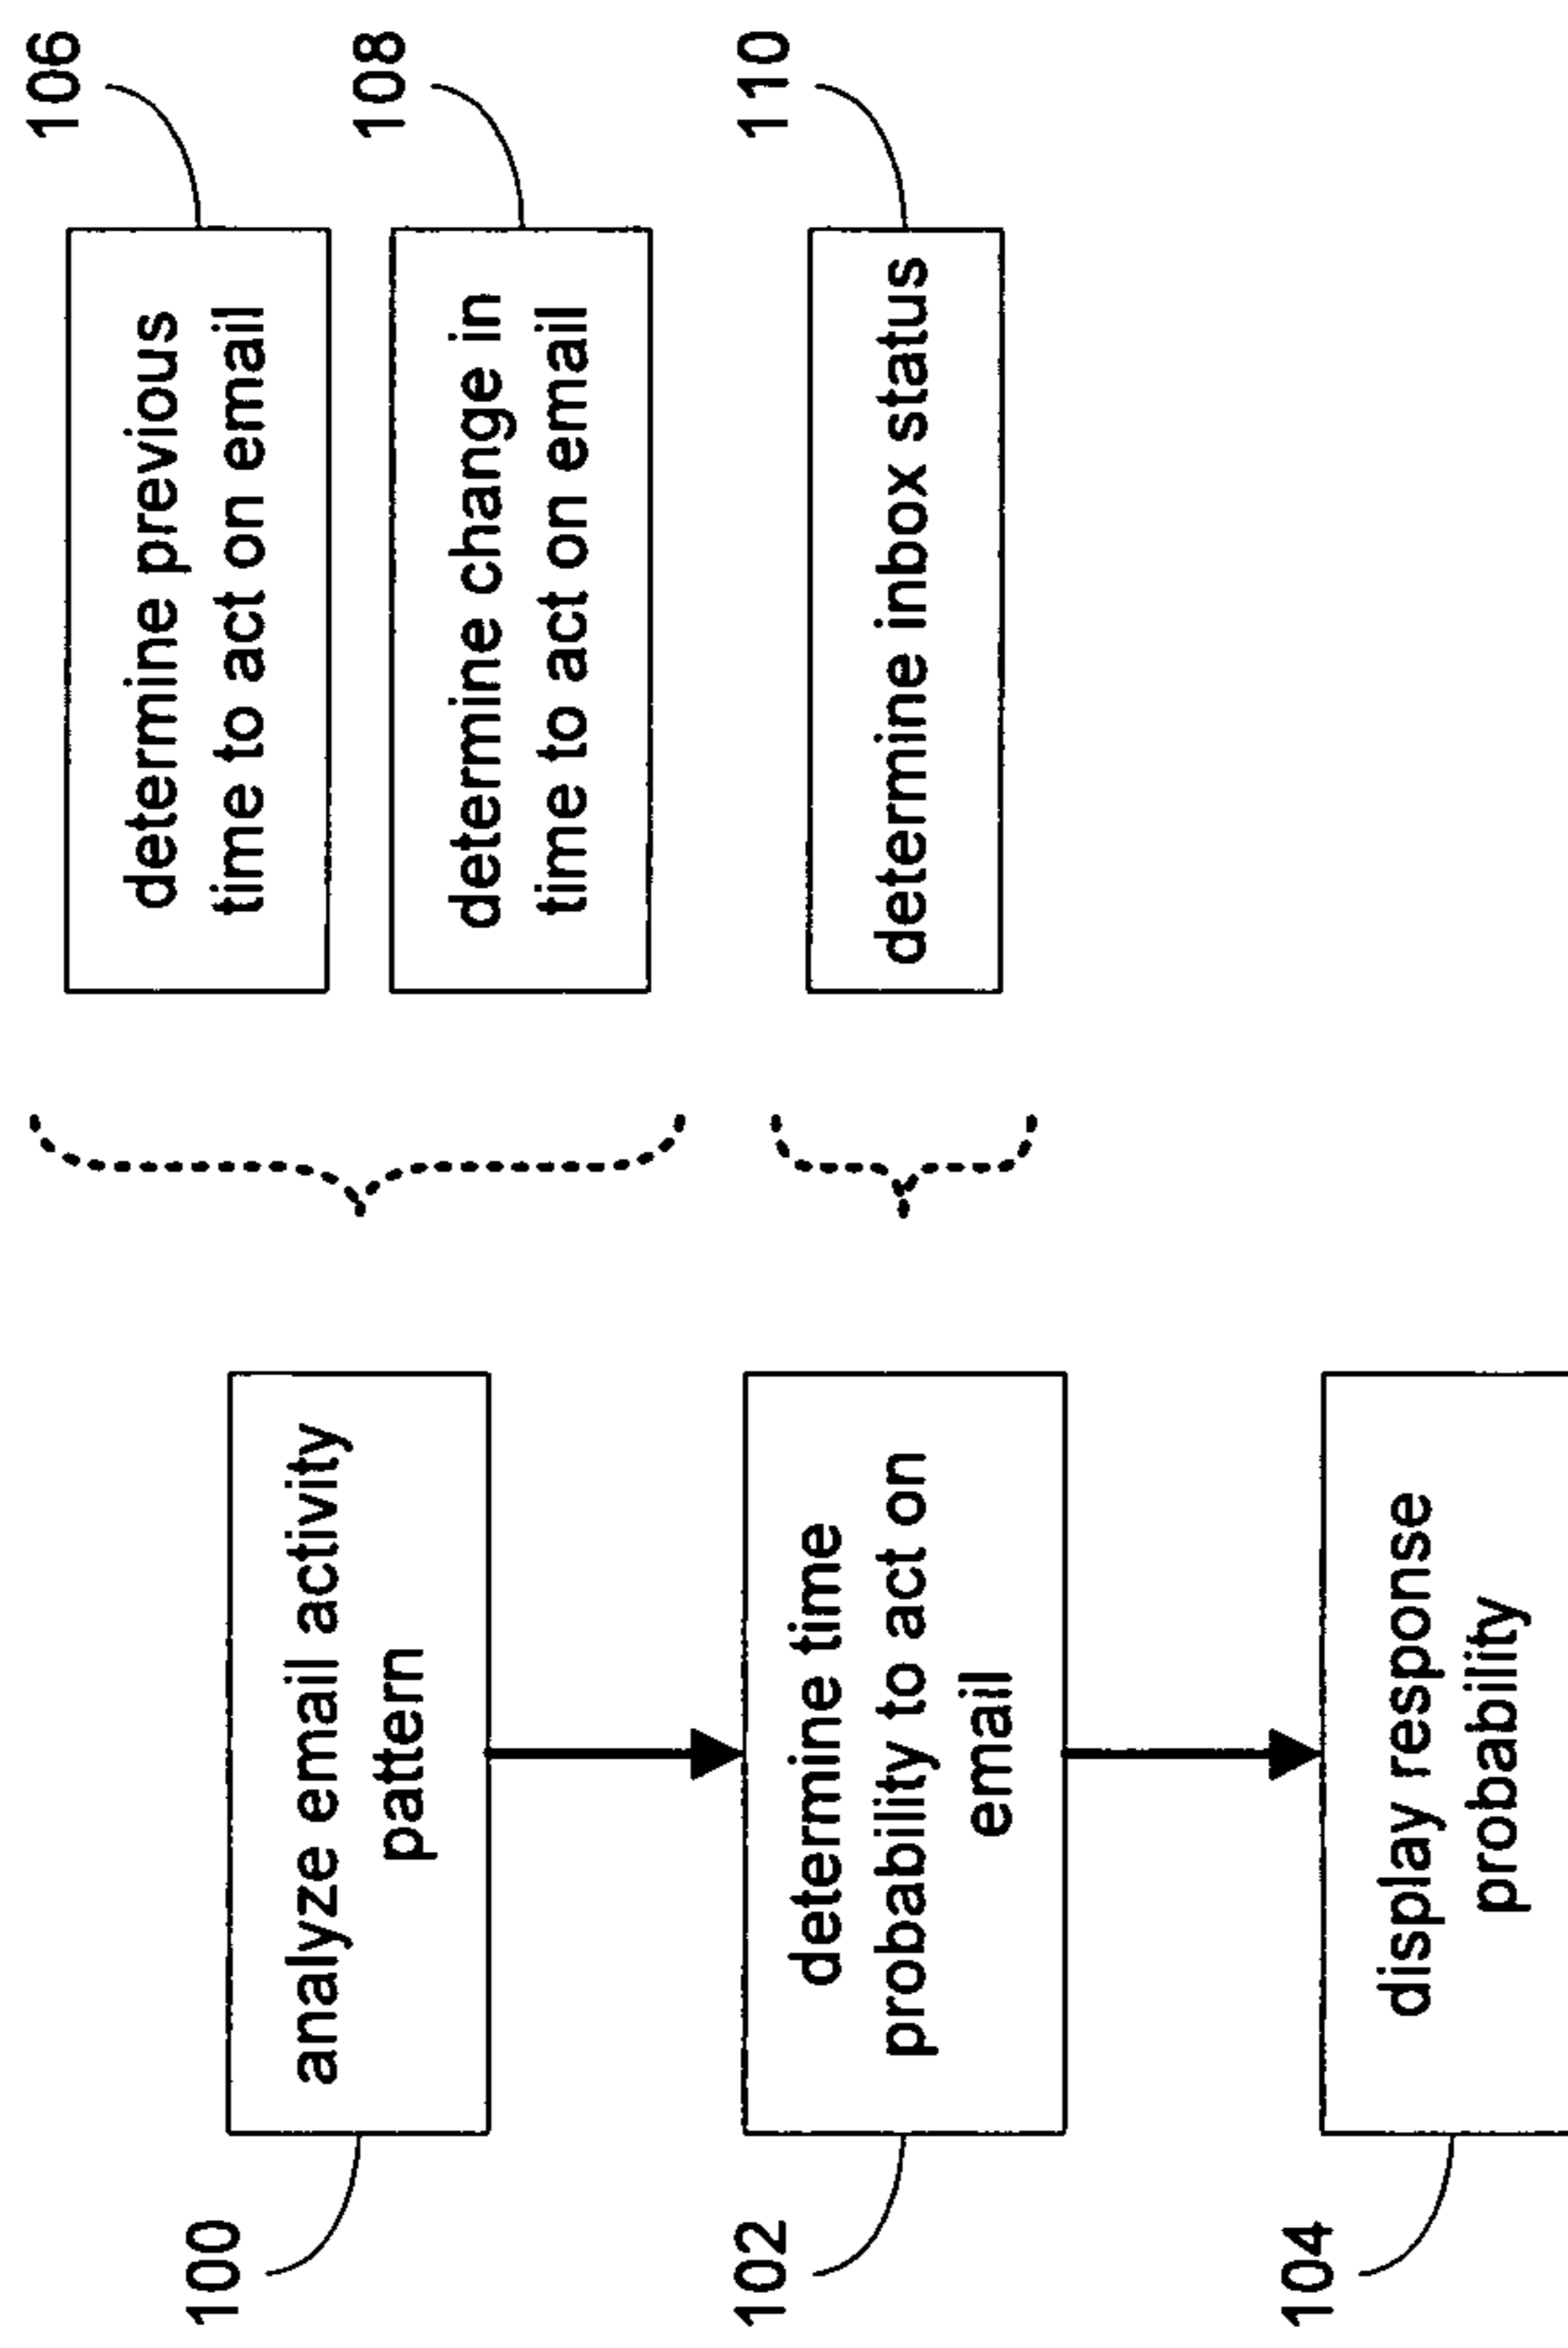 100
analyze email activity
pattern
102
determine time
probability to act on
email
104
display response
probability
106
determine previous
time to act on email
108
determine change in
time to act on email
110
determine inbox status